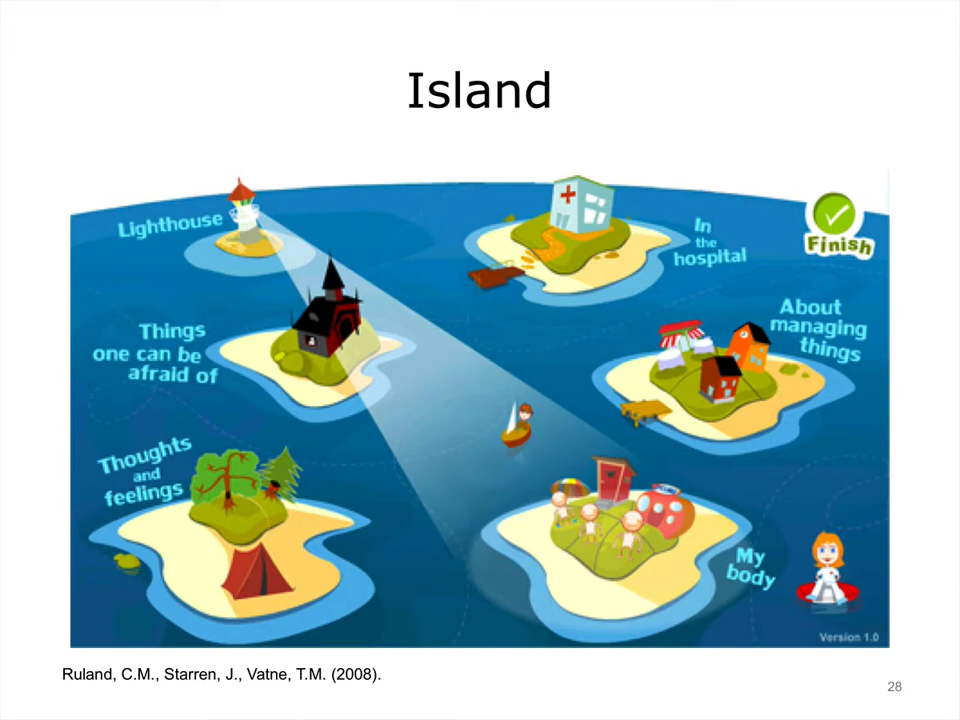 Island
Lighthouse
In
the
hospital
Finish
Things
one can be
afraid of
About
managing
things
Thoughts
and
feelings
My
body
Version 1.0
Ruland, C.M., Starren, J., Vatne, T.M. (2008).
28